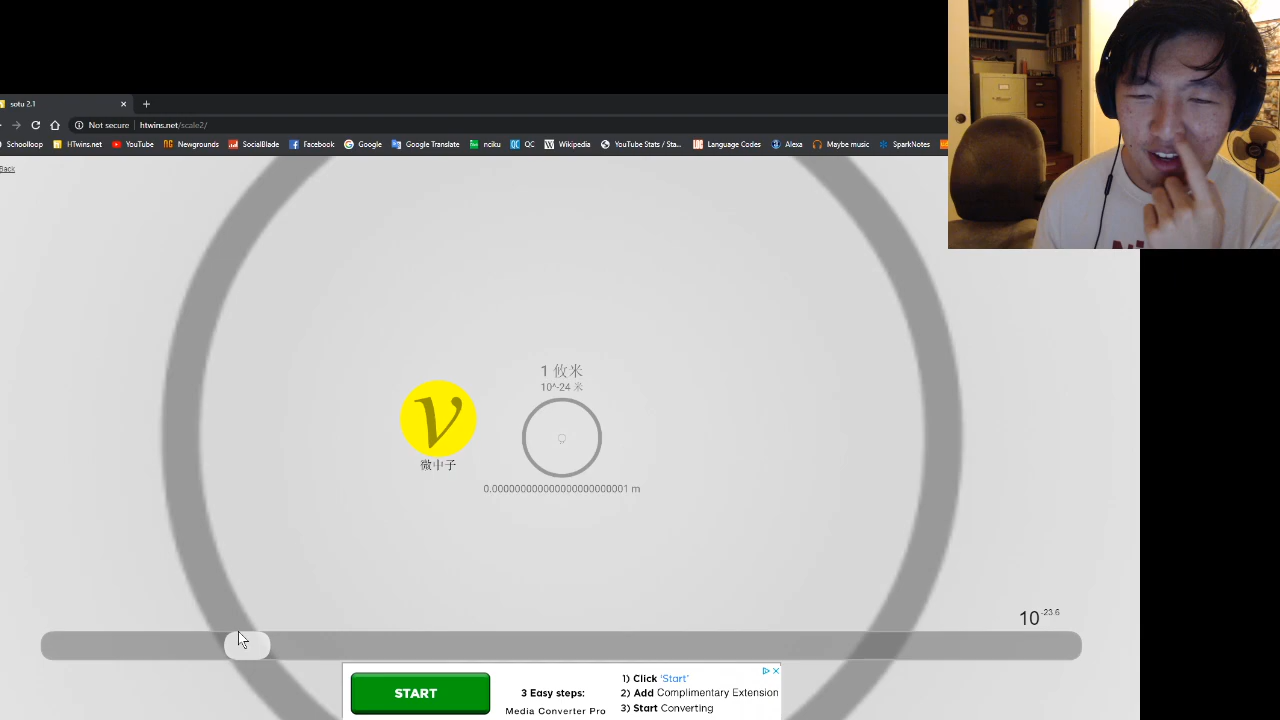 sotu 2.1
Not secure htwins.net/scale2/
Schoolloop HTwins.net YouTube Newgrounds SocialBlade Facebook Google Google Translate nciku QC Wikipedia YouTube Stats / Sta... Language Codes Alexa Maybe music SparkNotes
Back
1 攸米
10^-24 米
ν
微中子
0.000000000000000000000001 m
10 -23.6
START
3 Easy steps:
Media Converter Pro
1) Click 'Start'
2) Add Complimentary Extension
3) Start Converting